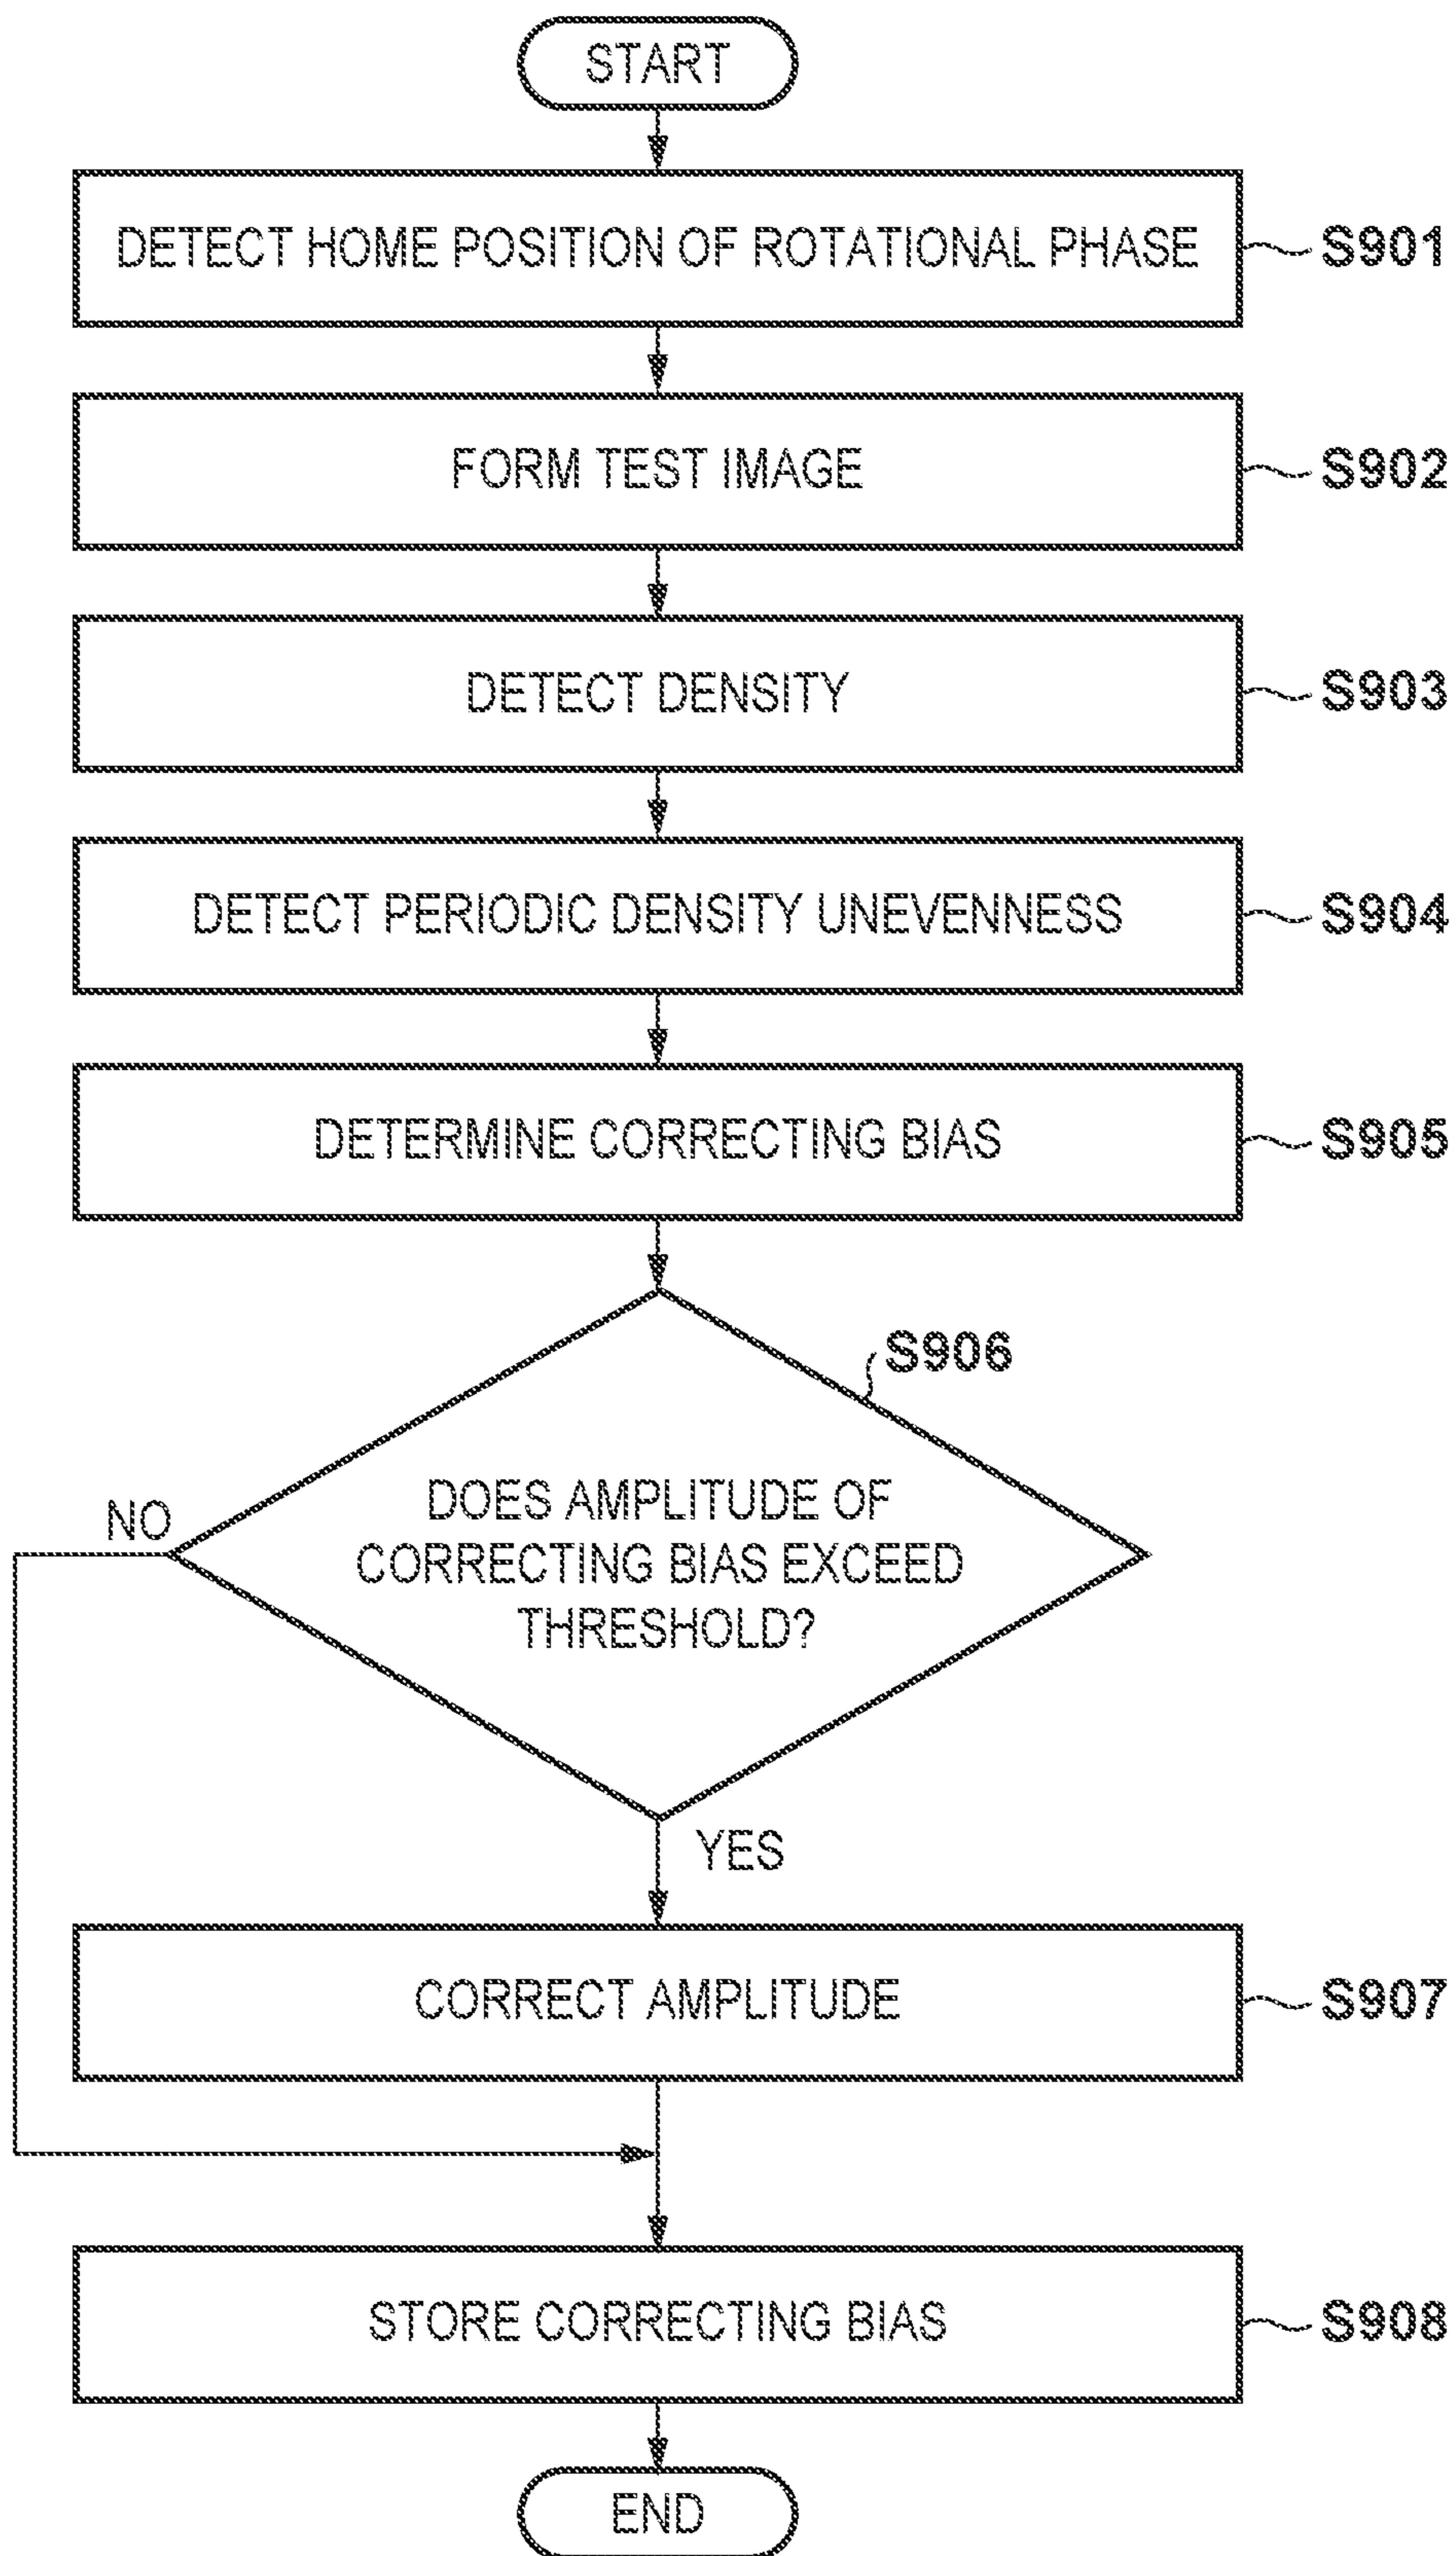 START
DETECT HOME POSITION OF ROTATIONAL PHASE
S901
FORM TEST IMAGE
S902
DETECT DENSITY
S903
DETECT PERIODIC DENSITY UNEVENNESS
S904
DETERMINE CORRECTING BIAS
S905
S906
DOES AMPLITUDE OF
CORRECTING BIAS EXCEED
THRESHOLD?
NO
YES
CORRECT AMPLITUDE
S907
STORE CORRECTING BIAS
S908
END